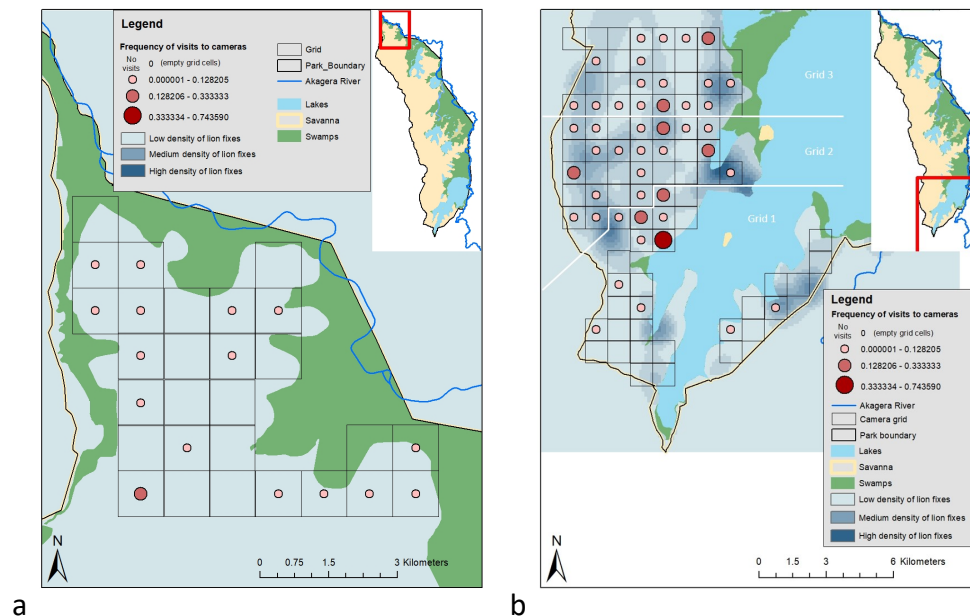 Legend
Frequency of visits to cameras
No visits 0 (empty grid cells)
0.000001 - 0.128205
0.128206 - 0.333333
0.333334 - 0.743590
Low density of lion fixes
Medium density of lion fixes
High density of lion fixes
Grid
Park_Boundary
Akagera River
Lakes
Savanna
Swamps
N
0 0.75 1.5 3 Kilometers
a
Grid 3
Grid 2
Grid 1
Legend
Frequency of visits to cameras
No visits 0 (empty grid cells)
0.000001 - 0.128205
0.128206 - 0.333333
0.333334 - 0.743590
Akagera River
Camera grid
Park boundary
Lakes
Savanna
Swamps
Low density of lion fixes
Medium density of lion fixes
High density of lion fixes
N
0 1.5 3 6 Kilometers
b